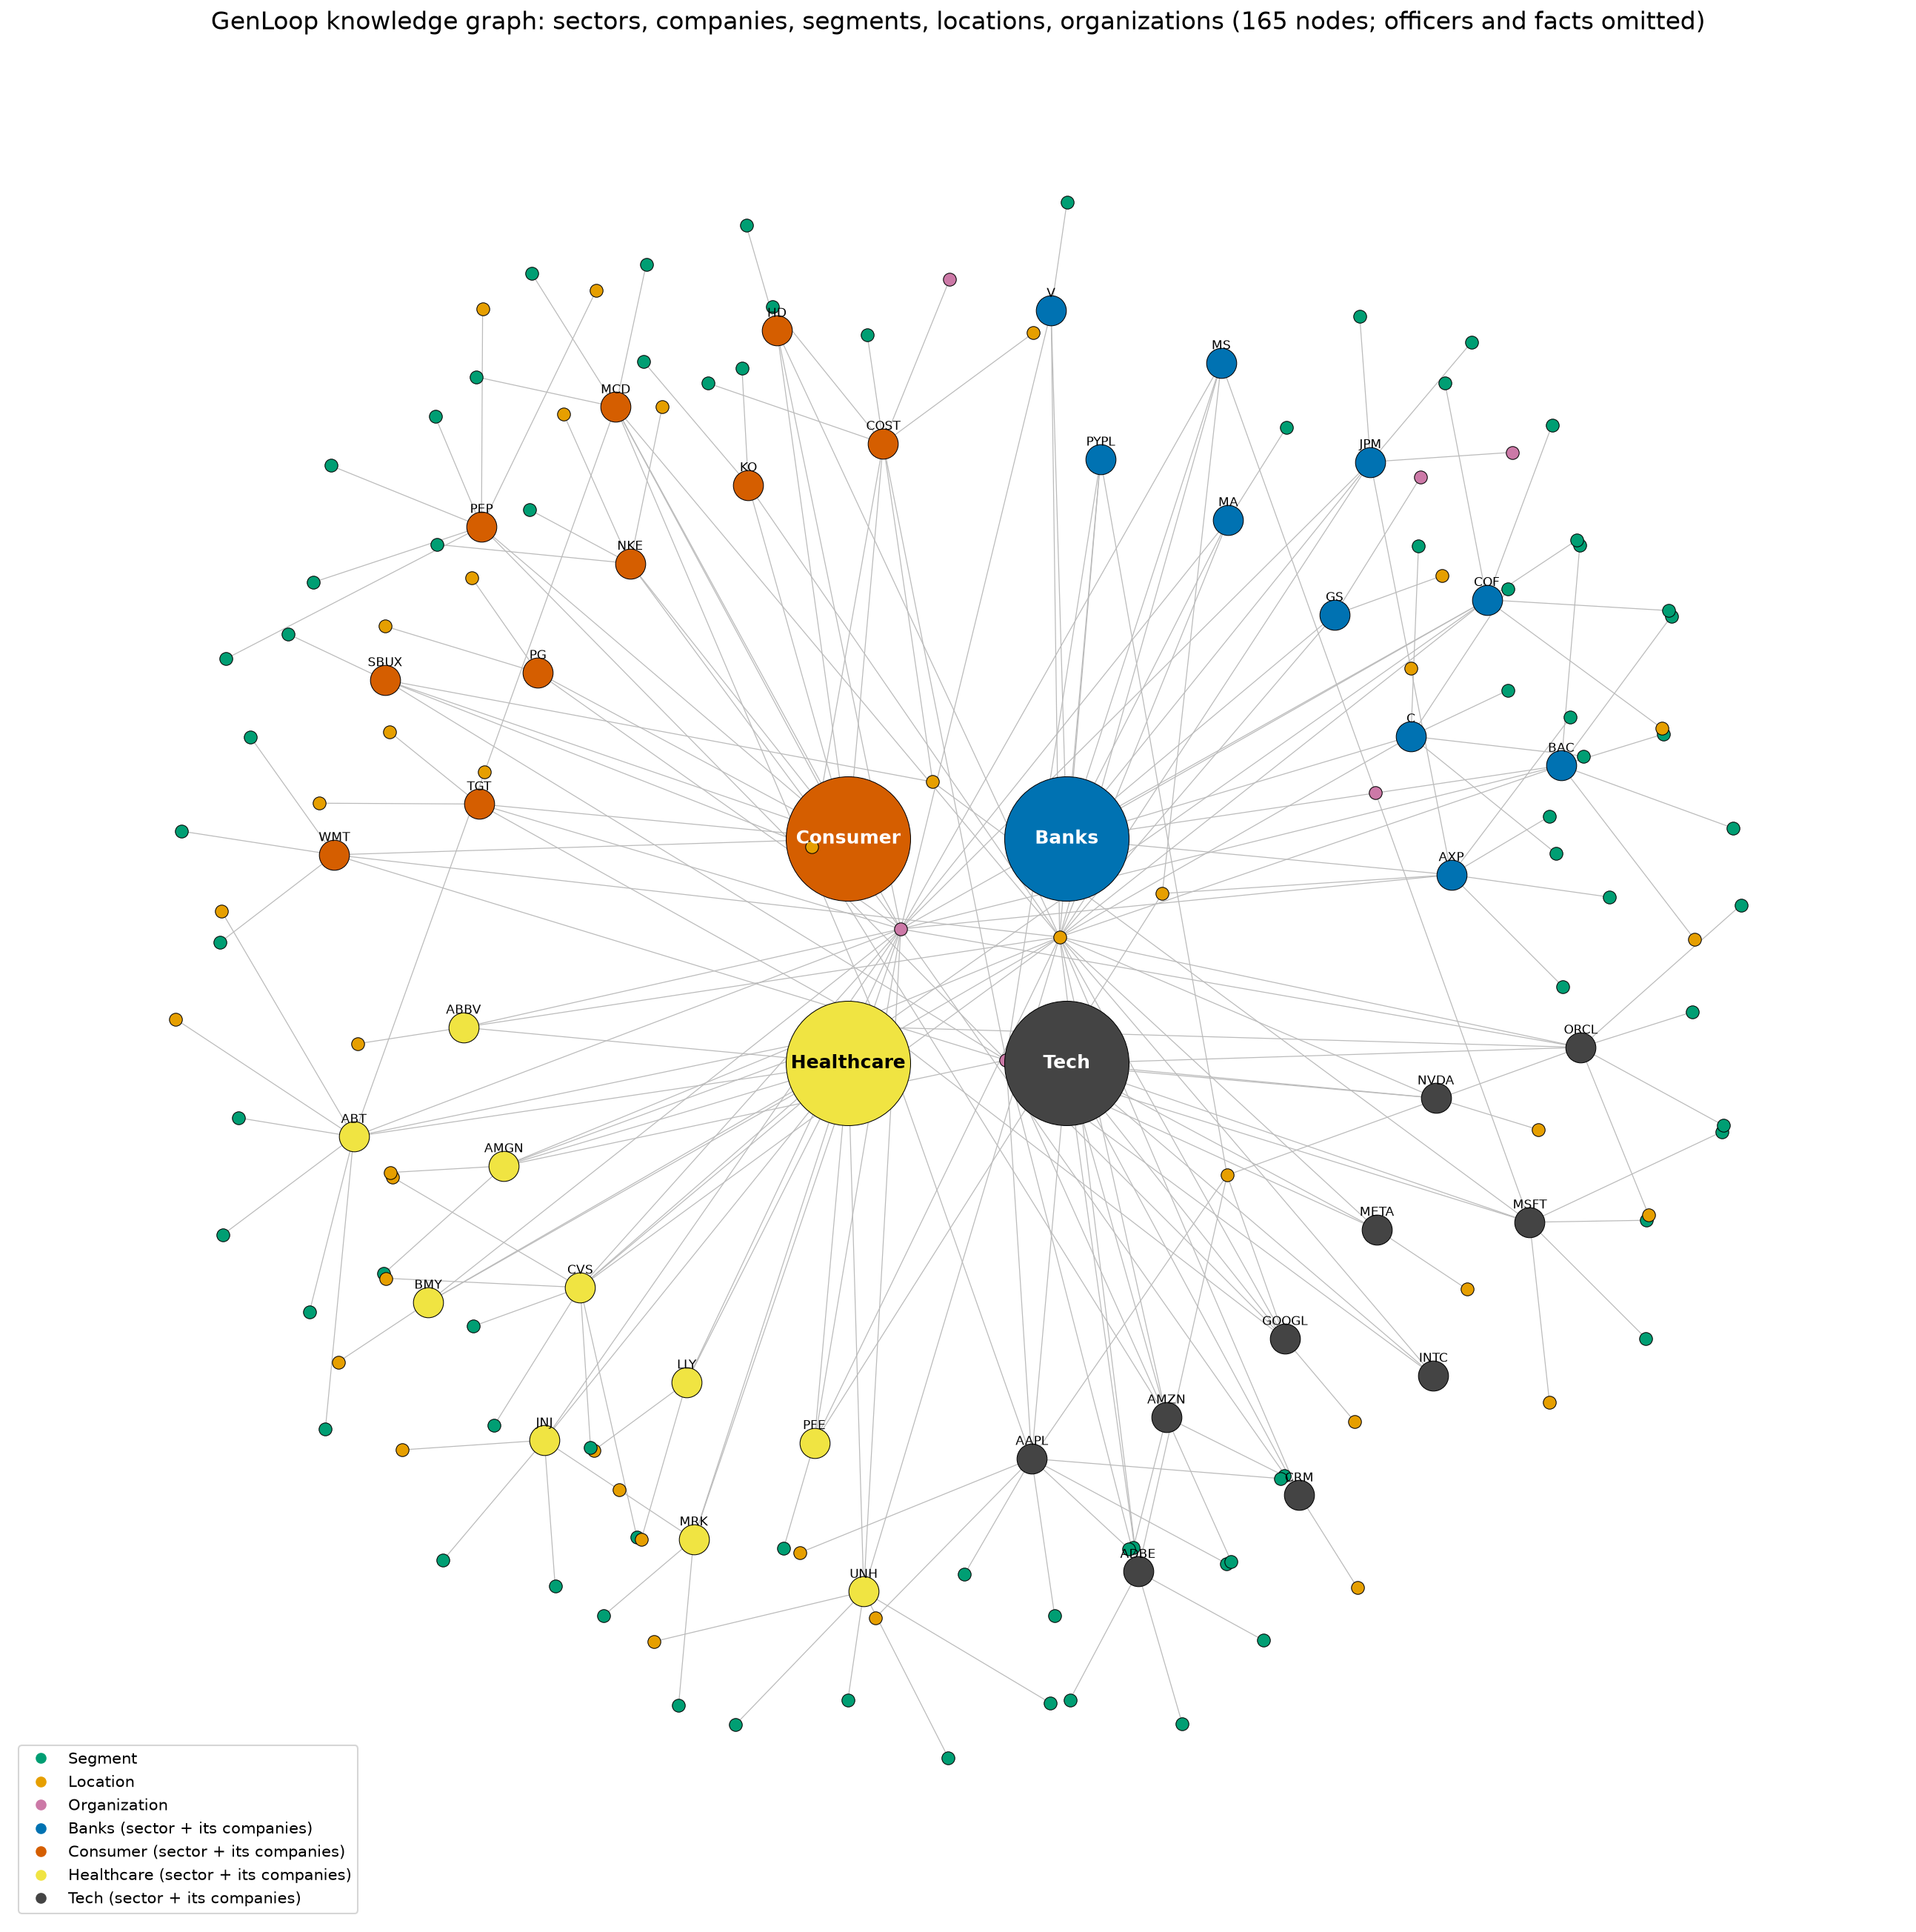 GenLoop knowledge graph: sectors, companies, segments, locations, organizations (165 nodes; officers and facts omitted)
V
HD
MS
MCD
COST
PYPL
JPM
KO
MA
PEP
NKE
COF
GS
PG
SBUX
C
BAC
TGT
WMT
Consumer
Banks
AXP
ABBV
ORCL
Healthcare
Tech
NVDA
ABT
AMGN
MSFT
META
CVS
BMY
GOOGL
INTC
LLY
AMZN
JNJ
PFE
AAPL
CRM
MRK
ADBE
UNH
Segment
Location
Organization
Banks (sector + its companies)
Consumer (sector + its companies)
Healthcare (sector + its companies)
Tech (sector + its companies)